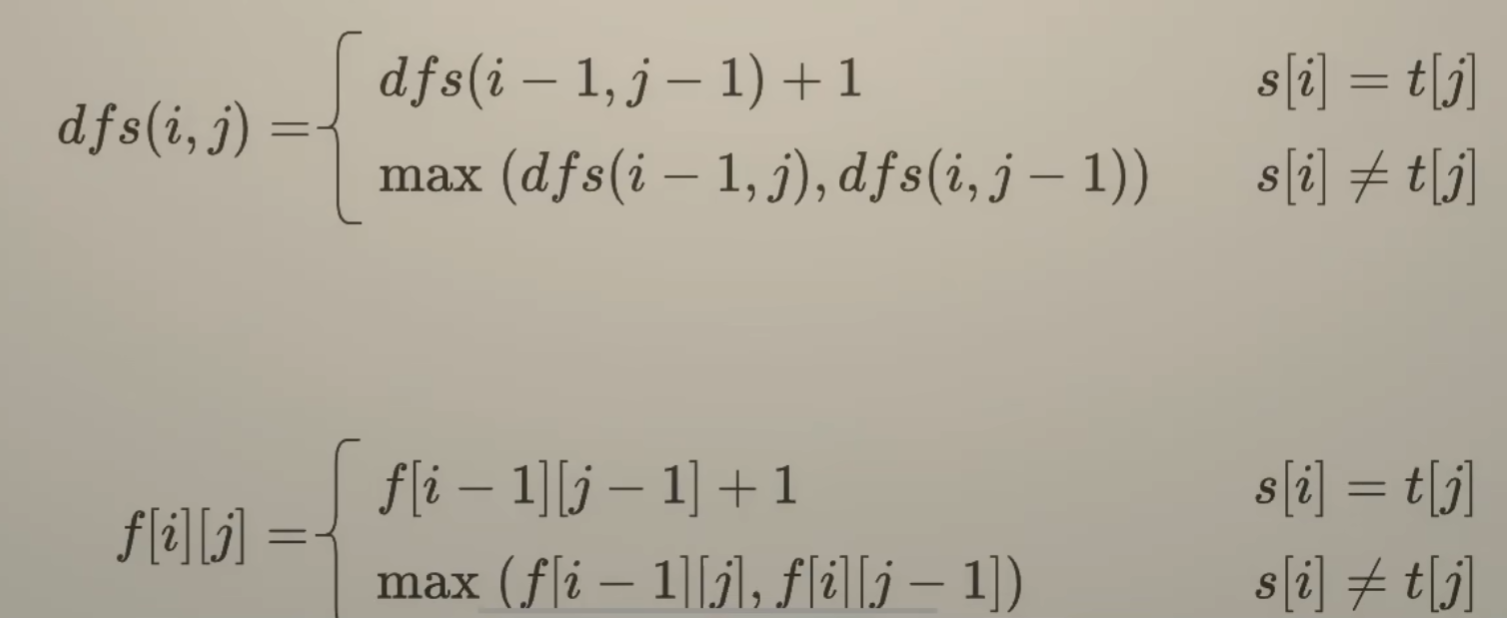 dfs(i, j) = { dfs(i − 1, j − 1) + 1    s[i] = t[j]
max (dfs(i − 1, j), dfs(i, j − 1))    s[i] ≠ t[j]
f[i][j] = { f[i − 1][j − 1] + 1    s[i] = t[j]
max (f[i − 1][j], f[i][j − 1])    s[i] ≠ t[j]